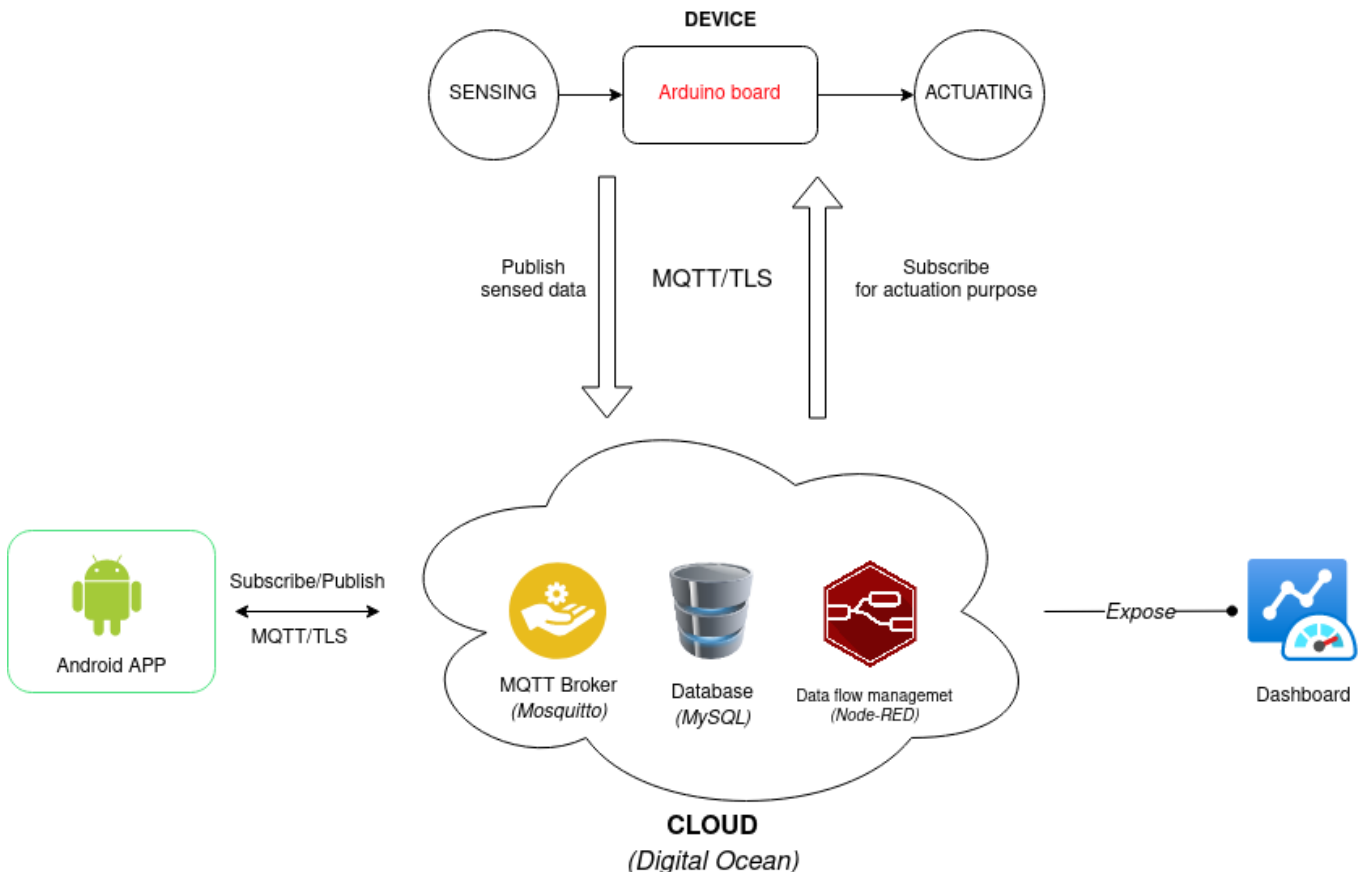 DEVICE
SENSING
Arduino board
ACTUATING
Publish
sensed data
MQTT/TLS
Subscribe
for actuation purpose
Subscribe/Publish
MQTT/TLS
Android APP
MQTT Broker
(Mosquitto)
Database
(MySQL)
Data flow managemet
(Node-RED)
Expose
Dashboard
CLOUD
(Digital Ocean)